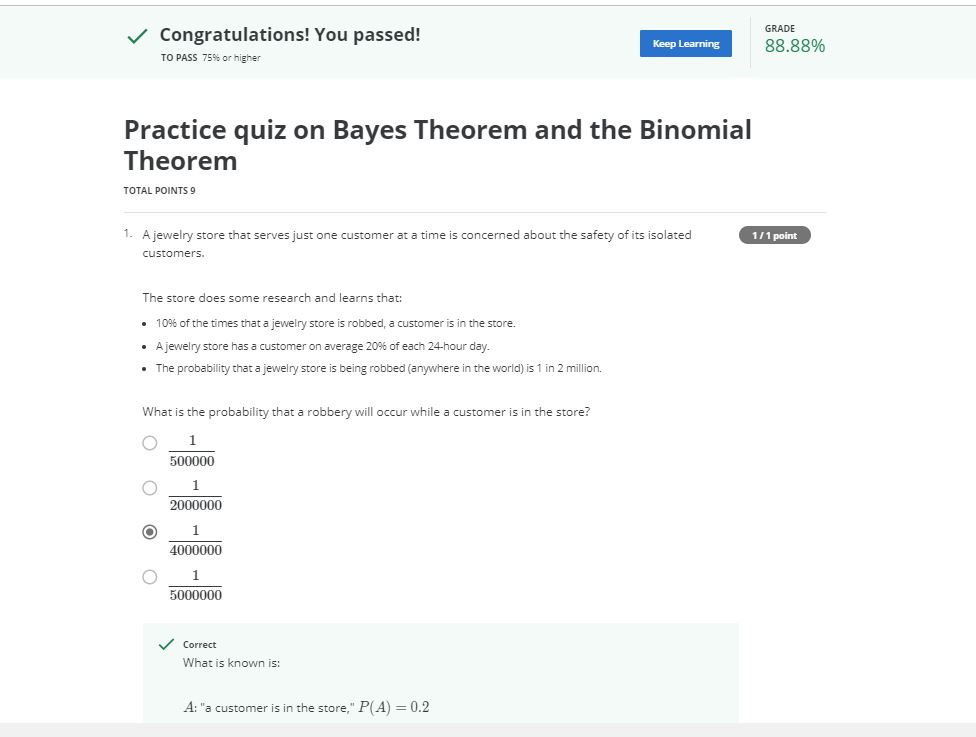 Congratulations! You passed!
TO PASS 75% or higher
Keep Learning
GRADE
88.88%
Practice quiz on Bayes Theorem and the Binomial
Theorem
TOTAL POINTS 9
1. A jewelry store that serves just one customer at a time is concerned about the safety of its isolated
customers.
1 / 1 point
The store does some research and learns that:
• 10% of the times that a jewelry store is robbed, a customer is in the store.
• A jewelry store has a customer on average 20% of each 24-hour day.
• The probability that a jewelry store is being robbed (anywhere in the world) is 1 in 2 million.
What is the probability that a robbery will occur while a customer is in the store?
1
500000
1
2000000
1
4000000
1
5000000
Correct
What is known is:
A: "a customer is in the store," P(A) = 0.2